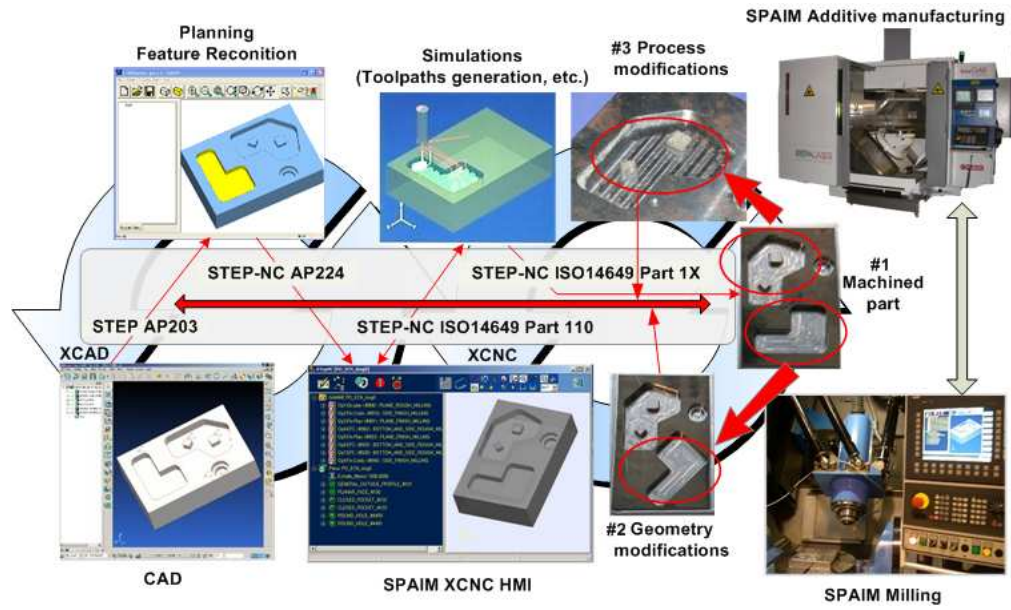 Planning
Feature Reconition
Simulations
(Toolpaths generation, etc.)
#3 Process
modifications
SPAIM Additive manufacturing
STEP-NC AP224
STEP-NC ISO14649 Part 1X
#1
Machined
part
STEP AP203
STEP-NC ISO14649 Part 110
XCAD
XCNC
#2 Geometry
modifications
CAD
SPAIM XCNC HMI
SPAIM Milling